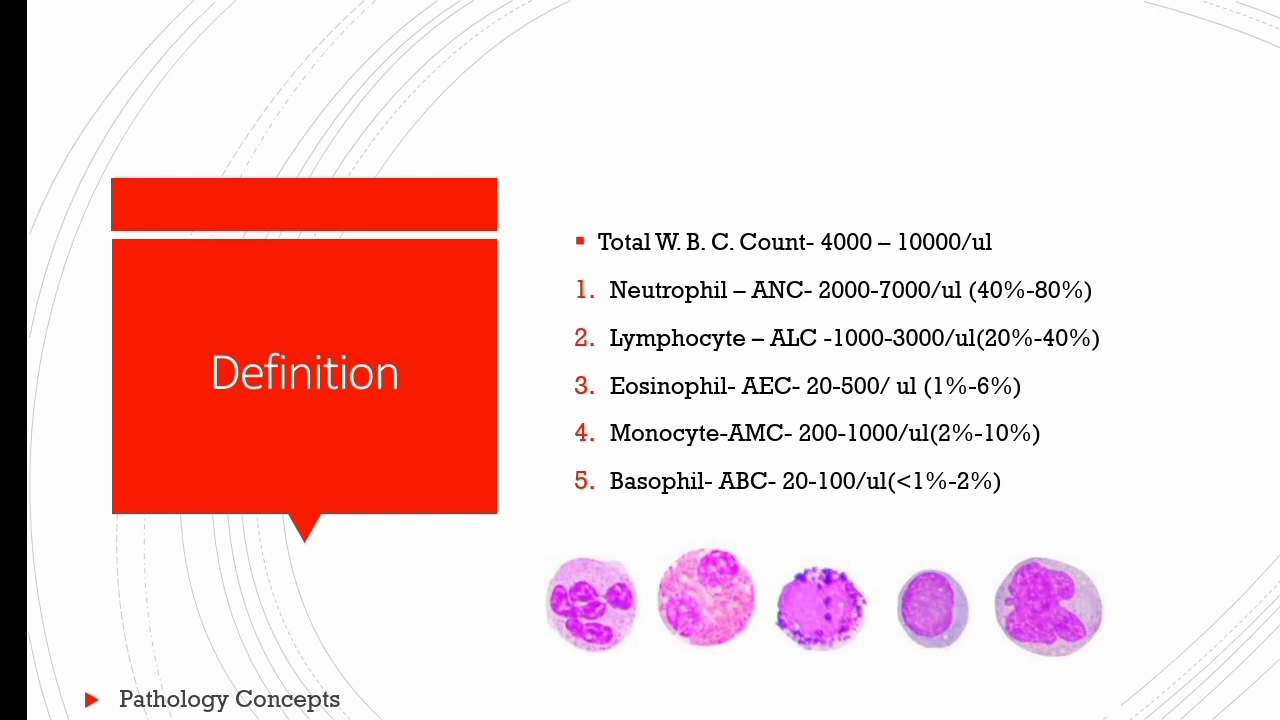 Definition
Total W. B. C. Count- 4000 – 10000/ul
1. Neutrophil – ANC- 2000-7000/ul (40%-80%)
2. Lymphocyte – ALC -1000-3000/ul(20%-40%)
3. Eosinophil- AEC- 20-500/ ul (1%-6%)
4. Monocyte-AMC- 200-1000/ul(2%-10%)
5. Basophil- ABC- 20-100/ul(<1%-2%)
Pathology Concepts